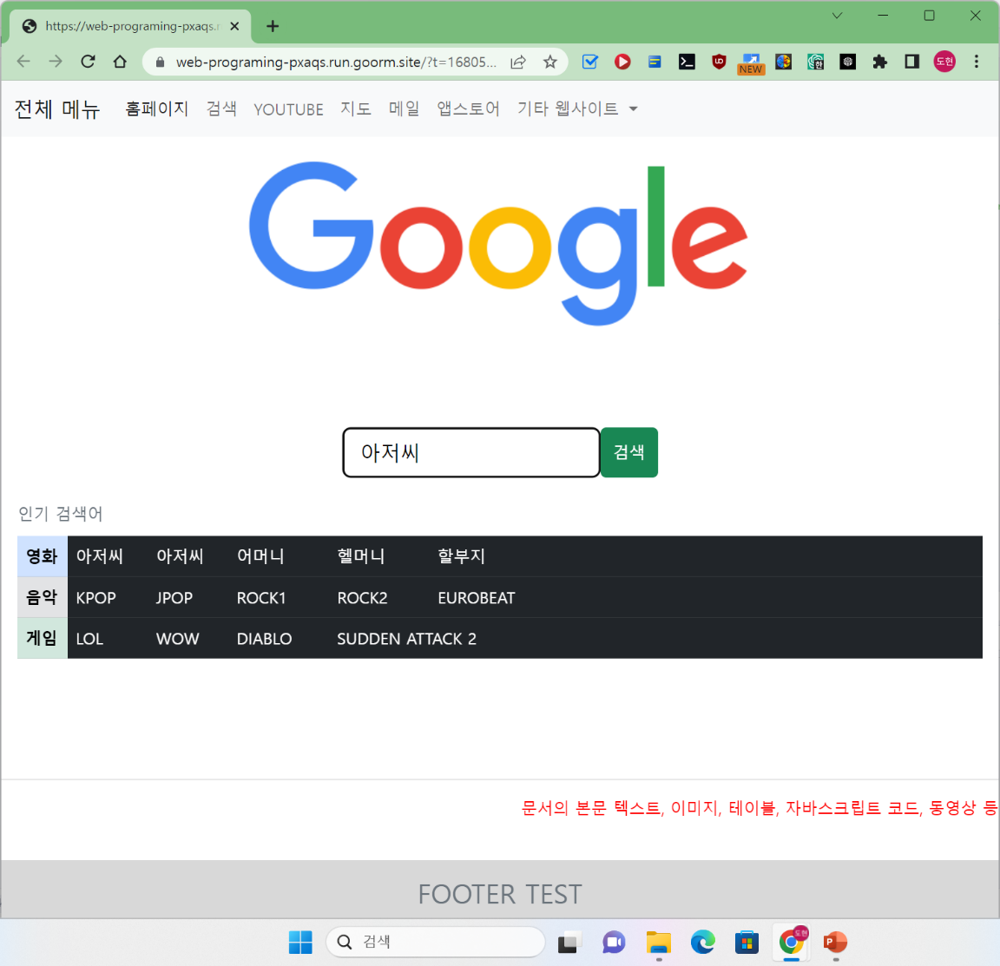 https://web-programing-pxaqs.r
web-programing-pxaqs.run.goorm.site/?t=16805...
NEW
도현
전체 메뉴 홈페이지 검색 YOUTUBE 지도 메일 앱스토어 기타 웹사이트
Google
아저씨 검색
인기 검색어
영화 아저씨 아저씨 어머니 헬머니 할부지
음악 KPOP JPOP ROCK1 ROCK2 EUROBEAT
게임 LOL WOW DIABLO SUDDEN ATTACK 2
문서의 본문 텍스트, 이미지, 테이블, 자바스크립트 코드, 동영상 등
FOOTER TEST
검색
도현